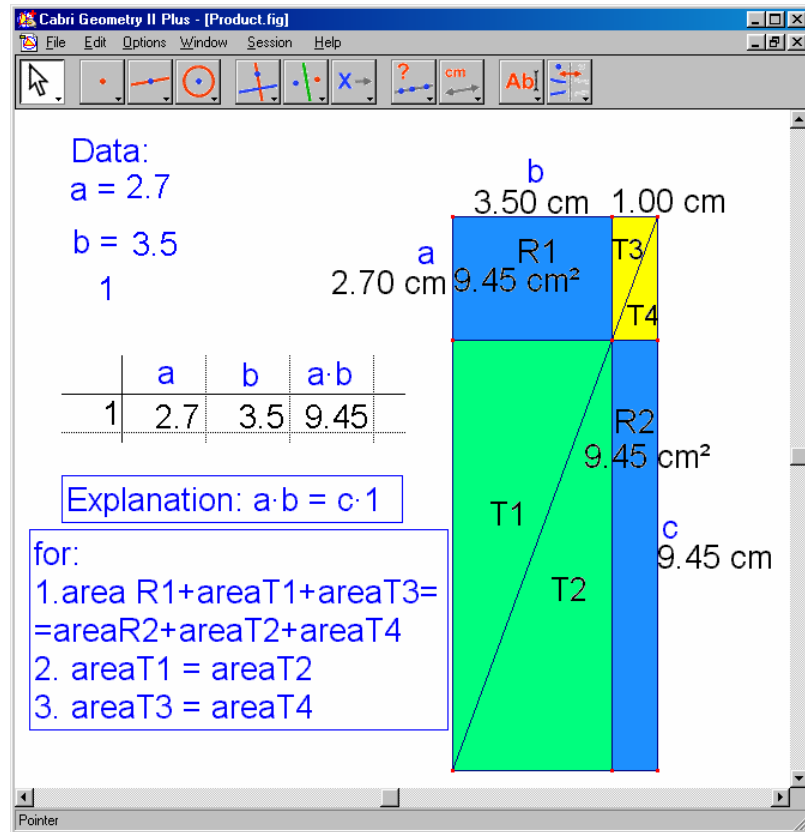 Cabri Geometry II Plus - [Product.fig]
File Edit Options Window Session Help
? cm Ab
Data:
a = 2.7
b = 3.5
1
b
3.50 cm 1.00 cm
a
2.70 cm
R1
9.45 cm²
T3
T4
a b a·b
1 2.7 3.5 9.45
R2
9.45 cm²
Explanation: a·b = c·1
T1
T2
c
9.45 cm
for:
1.area R1+areaT1+areaT3=
=areaR2+areaT2+areaT4
2. areaT1 = areaT2
3. areaT3 = areaT4
Pointer